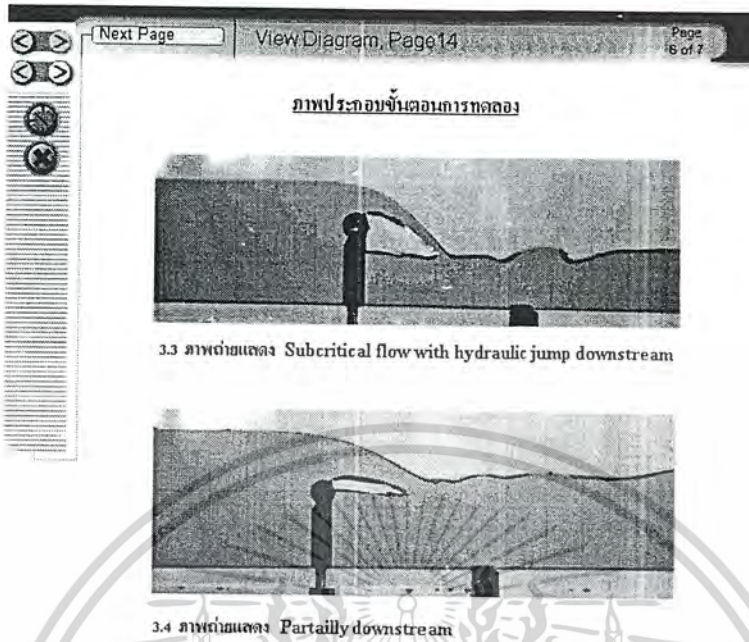 Next Page
View Diagram, Page14
Page
6 of 7
ภาพประกอบขั้นตอนการทดลอง
3.3 ภาพถ่ายแสดง Subcritical flow with hydraulic jump downstream
3.4 ภาพถ่ายแสดง Partailly downstream